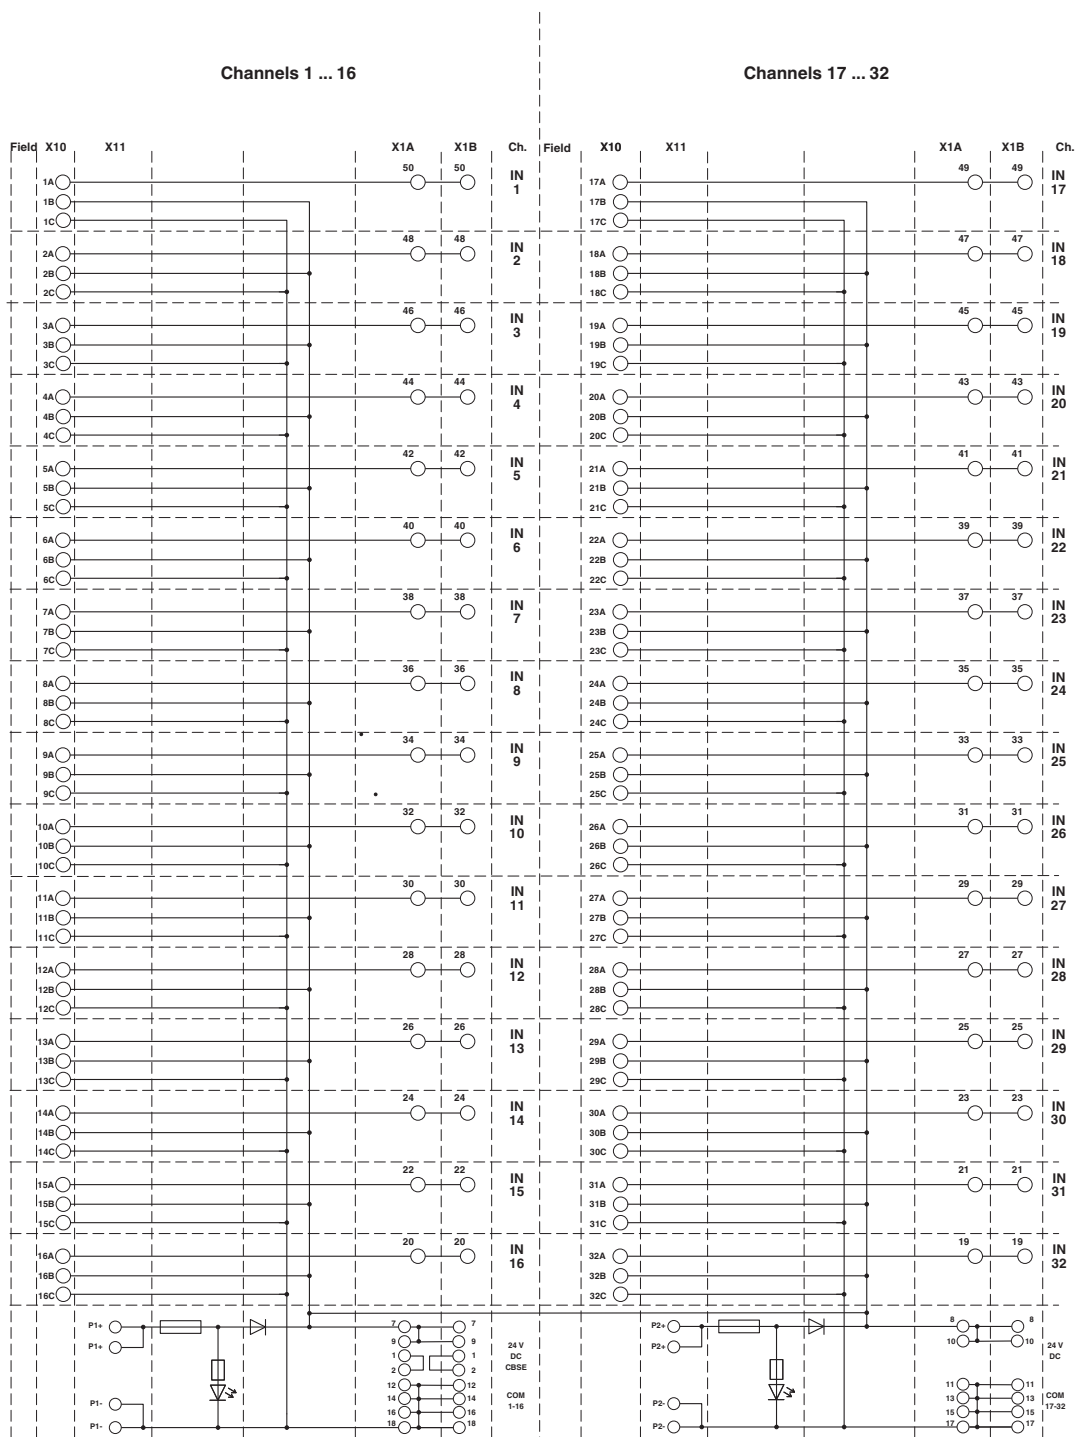 Channels 1 ... 16 Channels 17 ... 32
Field X10 X11 X1A X1B Ch. Field X10 X11 X1A X1B Ch.
50 50 49 49
1A IN 17A IN
1B 1 17B 17
1C 17C
48 48 47 47
2A IN 18A IN
2B 2 18B 18
2C 18C
46 46 45 45
3A IN 19A IN
3B 3 19B 19
3C 19C
44 44 43 43
4A IN 20A IN
4B 4 20B 20
4C 20C
42 42 41 41
5A IN 21A IN
5B 5 21B 21
5C 21C
40 40 39 39
6A IN 22A IN
6B 6 22B 22
6C 22C
38 38 37 37
7A IN 23A IN
7B 7 23B 23
7C 23C
36 36 35 35
8A IN 24A IN
8B 8 24B 24
8C 24C
34 34 33 33
9A IN 25A IN
9B 9 25B 25
9C 25C
32 32 31 31
10A IN 26A IN
10B 10 26B 26
10C 26C
30 30 29 29
11A IN 27A IN
11B 11 27B 27
11C 27C
28 28 27 27
12A IN 28A IN
12B 12 28B 28
12C 28C
26 26 25 25
13A IN 29A IN
13B 13 29B 29
13C 29C
24 24 23 23
14A IN 30A IN
14B 14 30B 30
14C 30C
22 22 21 21
15A IN 31A IN
15B 15 31B 31
15C 31C
20 20 19 19
16A IN 32A IN
16B 16 32B 32
16C 32C
P1+ 7 7 P2+ 8 8
P1+ 9 9 24 V P2+ 10 10 24 V
1 1 DC DC
2 2 CBSE
12 12 11 11
14 14 COM 13 13 COM
P1- 16 16 1-16 P2- 15 15 17-32
P1- 18 18 P2- 17 17